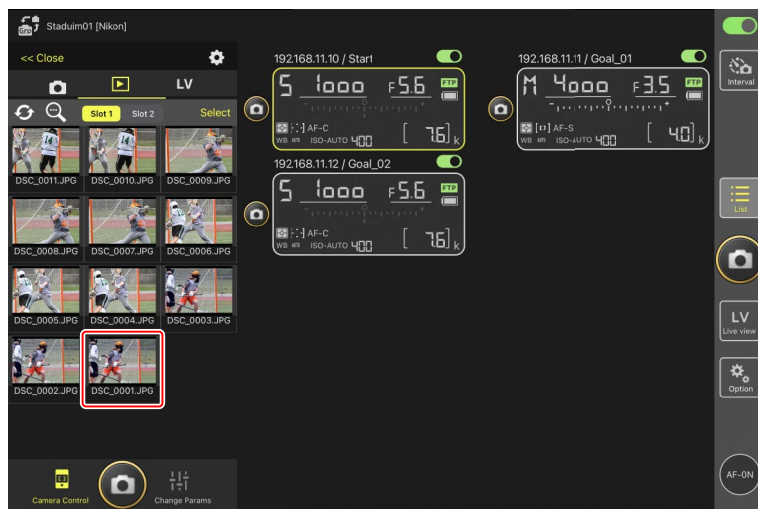 Grp
Staduim01 [Nikon]
<< Close
LV
Slot 1 Slot 2 Select
DSC_0011.JPG DSC_0010.JPG DSC_0009.JPG
DSC_0008.JPG DSC_0007.JPG DSC_0006.JPG
DSC_0005.JPG DSC_0004.JPG DSC_0003.JPG
DSC_0002.JPG DSC_0001.JPG
Camera Control
Change Params
192.168.11.10 / Start
S 1000 F5.6 FTP
AF-C
WB ISO-AUTO 400 [ 7.6] k
192.168.11.11 / Goal_01
M 4000 F3.5 FTP
AF-S
WB ISO-AUTO 400 [ 4.0] k
192.168.11.12 / Goal_02
S 1000 F5.6 FTP
AF-C
WB ISO-AUTO 400 [ 7.6] k
Interval
List
LV
Live view
Option
AF-ON